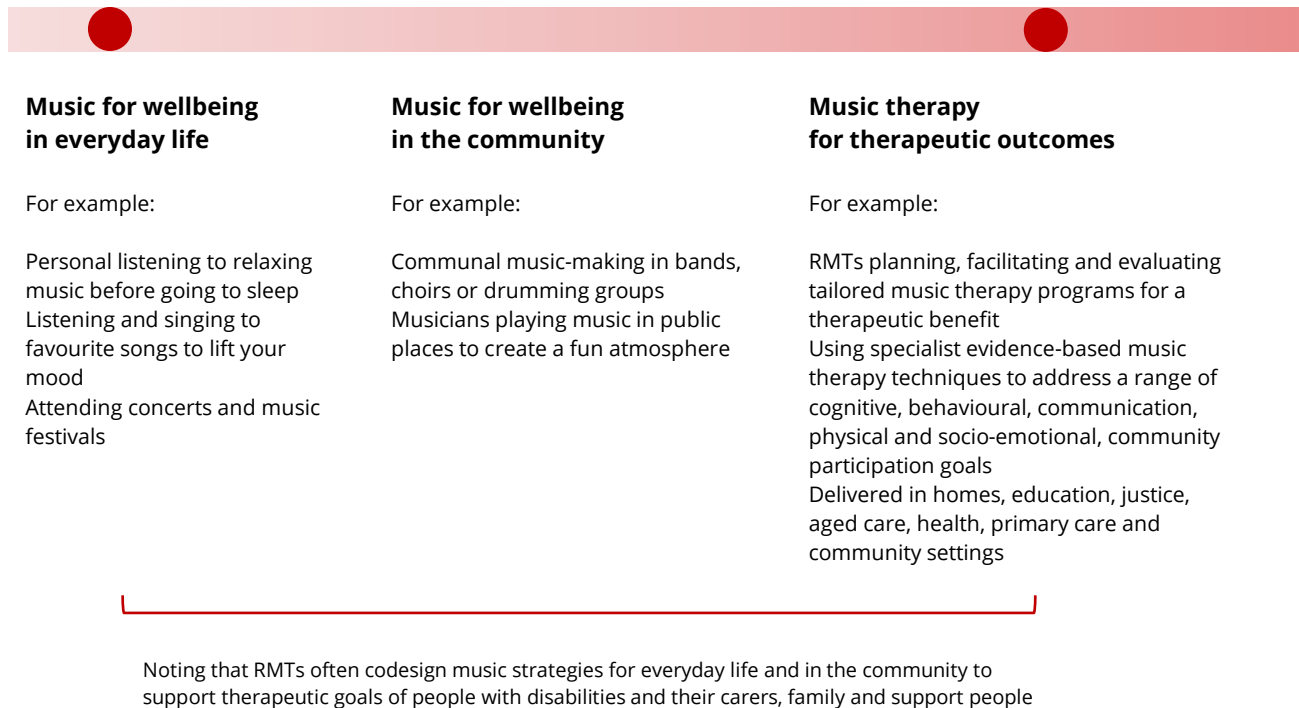 Music for wellbeing
in everyday life
For example:
Personal listening to relaxing
music before going to sleep
Listening and singing to
favourite songs to lift your
mood
Attending concerts and music
festivals
Music for wellbeing
in the community
For example:
Communal music-making in bands,
choirs or drumming groups
Musicians playing music in public
places to create a fun atmosphere
Music therapy
for therapeutic outcomes
For example:
RMTs planning, facilitating and evaluating
tailored music therapy programs for a
therapeutic benefit
Using specialist evidence-based music
therapy techniques to address a range of
cognitive, behavioural, communication,
physical and socio-emotional, community
participation goals
Delivered in homes, education, justice,
aged care, health, primary care and
community settings
Noting that RMTs often codesign music strategies for everyday life and in the community to
support therapeutic goals of people with disabilities and their carers, family and support people